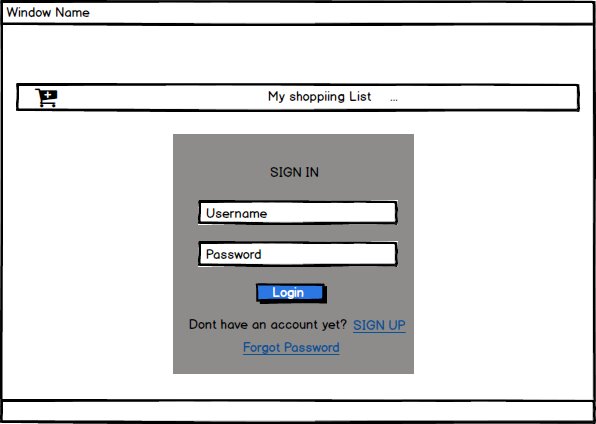 Window Name
My shoppiing List ...
SIGN IN
Username
Password
Login
Dont have an account yet? SIGN UP
Forgot Password